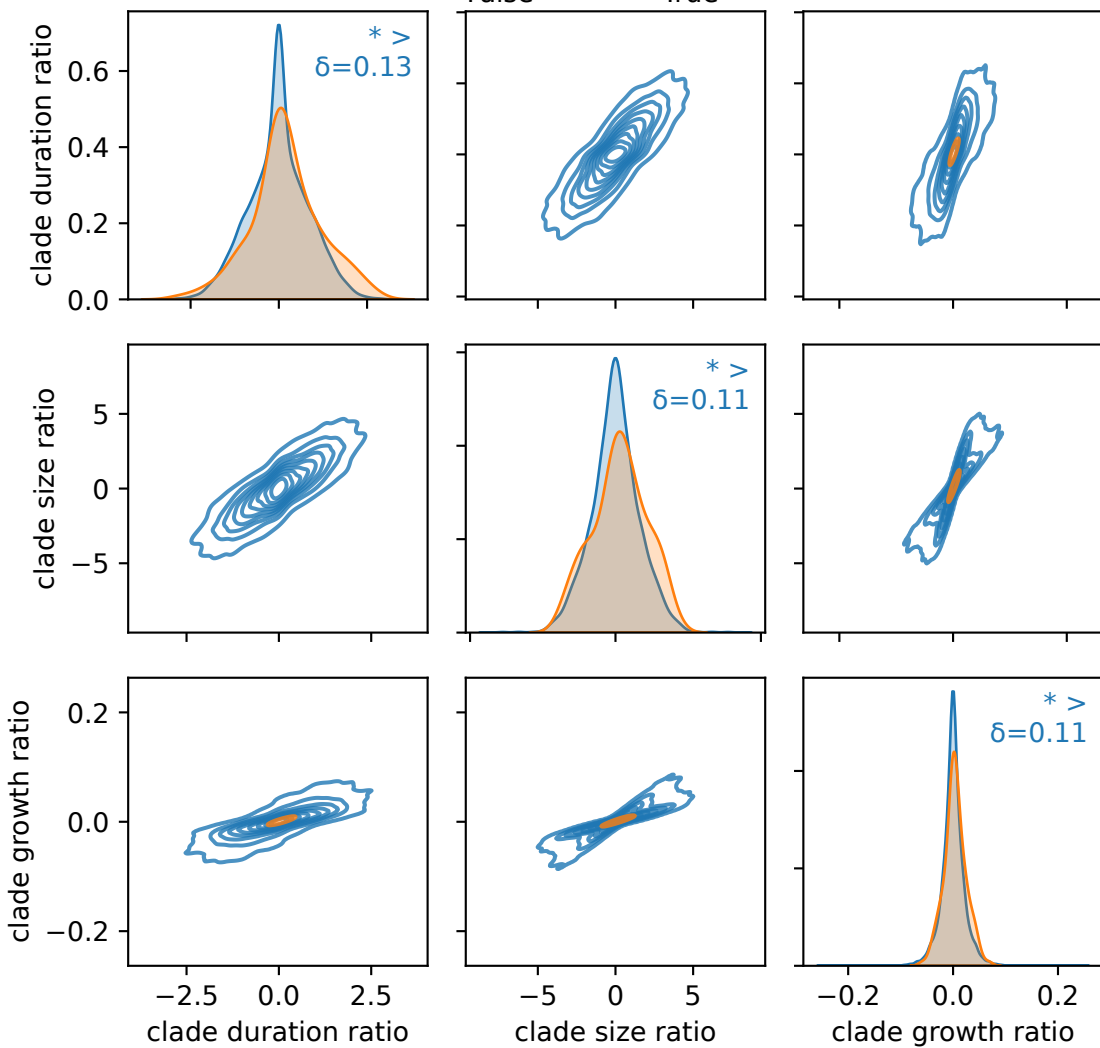 clade duration ratio
0.6
0.4
0.2
0.0
* >
δ=0.13
clade size ratio
5
0
−5
* >
δ=0.11
clade growth ratio
0.2
0.0
−0.2
* >
δ=0.11
−2.5 0.0 2.5
−5 0 5
−0.2 0.0 0.2
clade duration ratio
clade size ratio
clade growth ratio